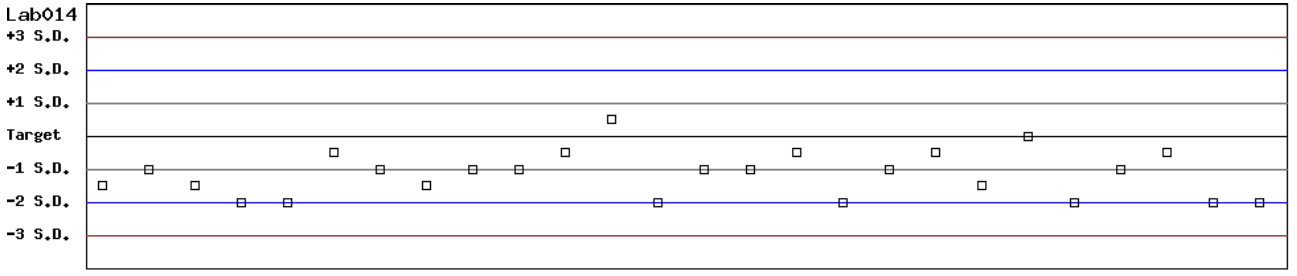 Lab014
+3 S.D.
+2 S.D.
+1 S.D.
Target
-1 S.D.
-2 S.D.
-3 S.D.